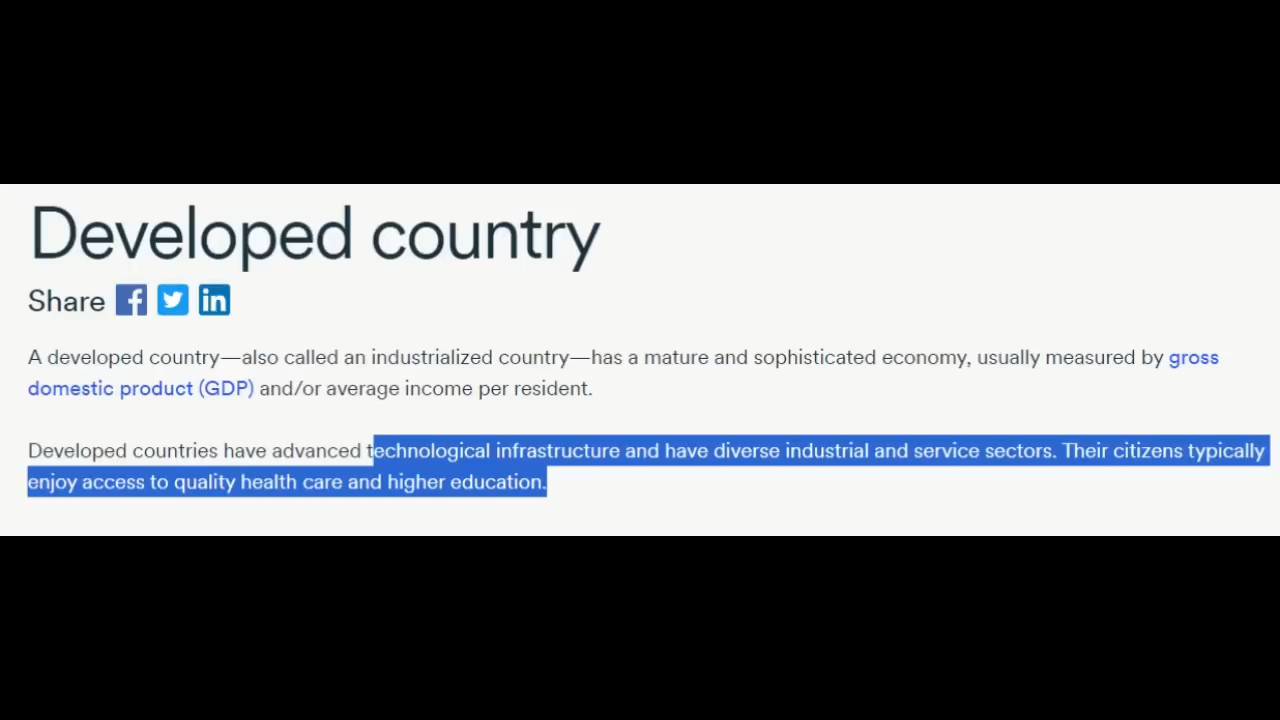 Developed country
Share
A developed country—also called an industrialized country—has a mature and sophisticated economy, usually measured by gross
domestic product (GDP) and/or average income per resident.
Developed countries have advanced technological infrastructure and have diverse industrial and service sectors. Their citizens typically
enjoy access to quality health care and higher education.